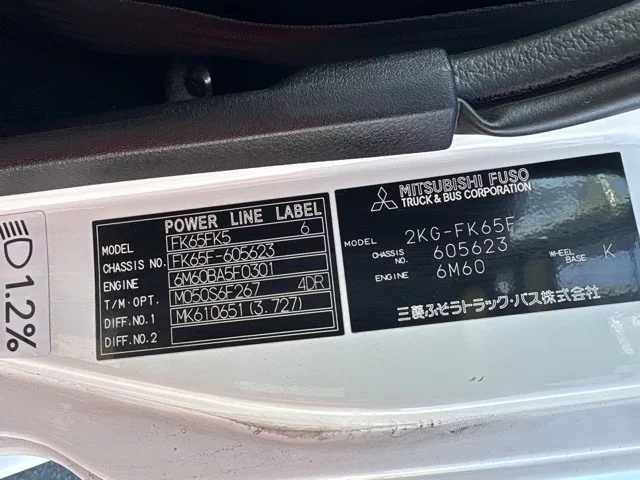 1.2%
POWER LINE LABEL
MODEL FK65FK5 6
CHASSIS NO. FK65F-605623
ENGINE 6M60BA5F0301
T/M·OPT. M050S6F267 4DR
DIFF.NO.1 MK610651(3.727)
DIFF.NO.2
MITSUBISHI FUSO
TRUCK & BUS CORPORATION
MODEL 2KG-FK65F
CHASSIS NO. 605623
ENGINE 6M60 WHEEL BASE K
三菱ふそうトラック・バス株式会社